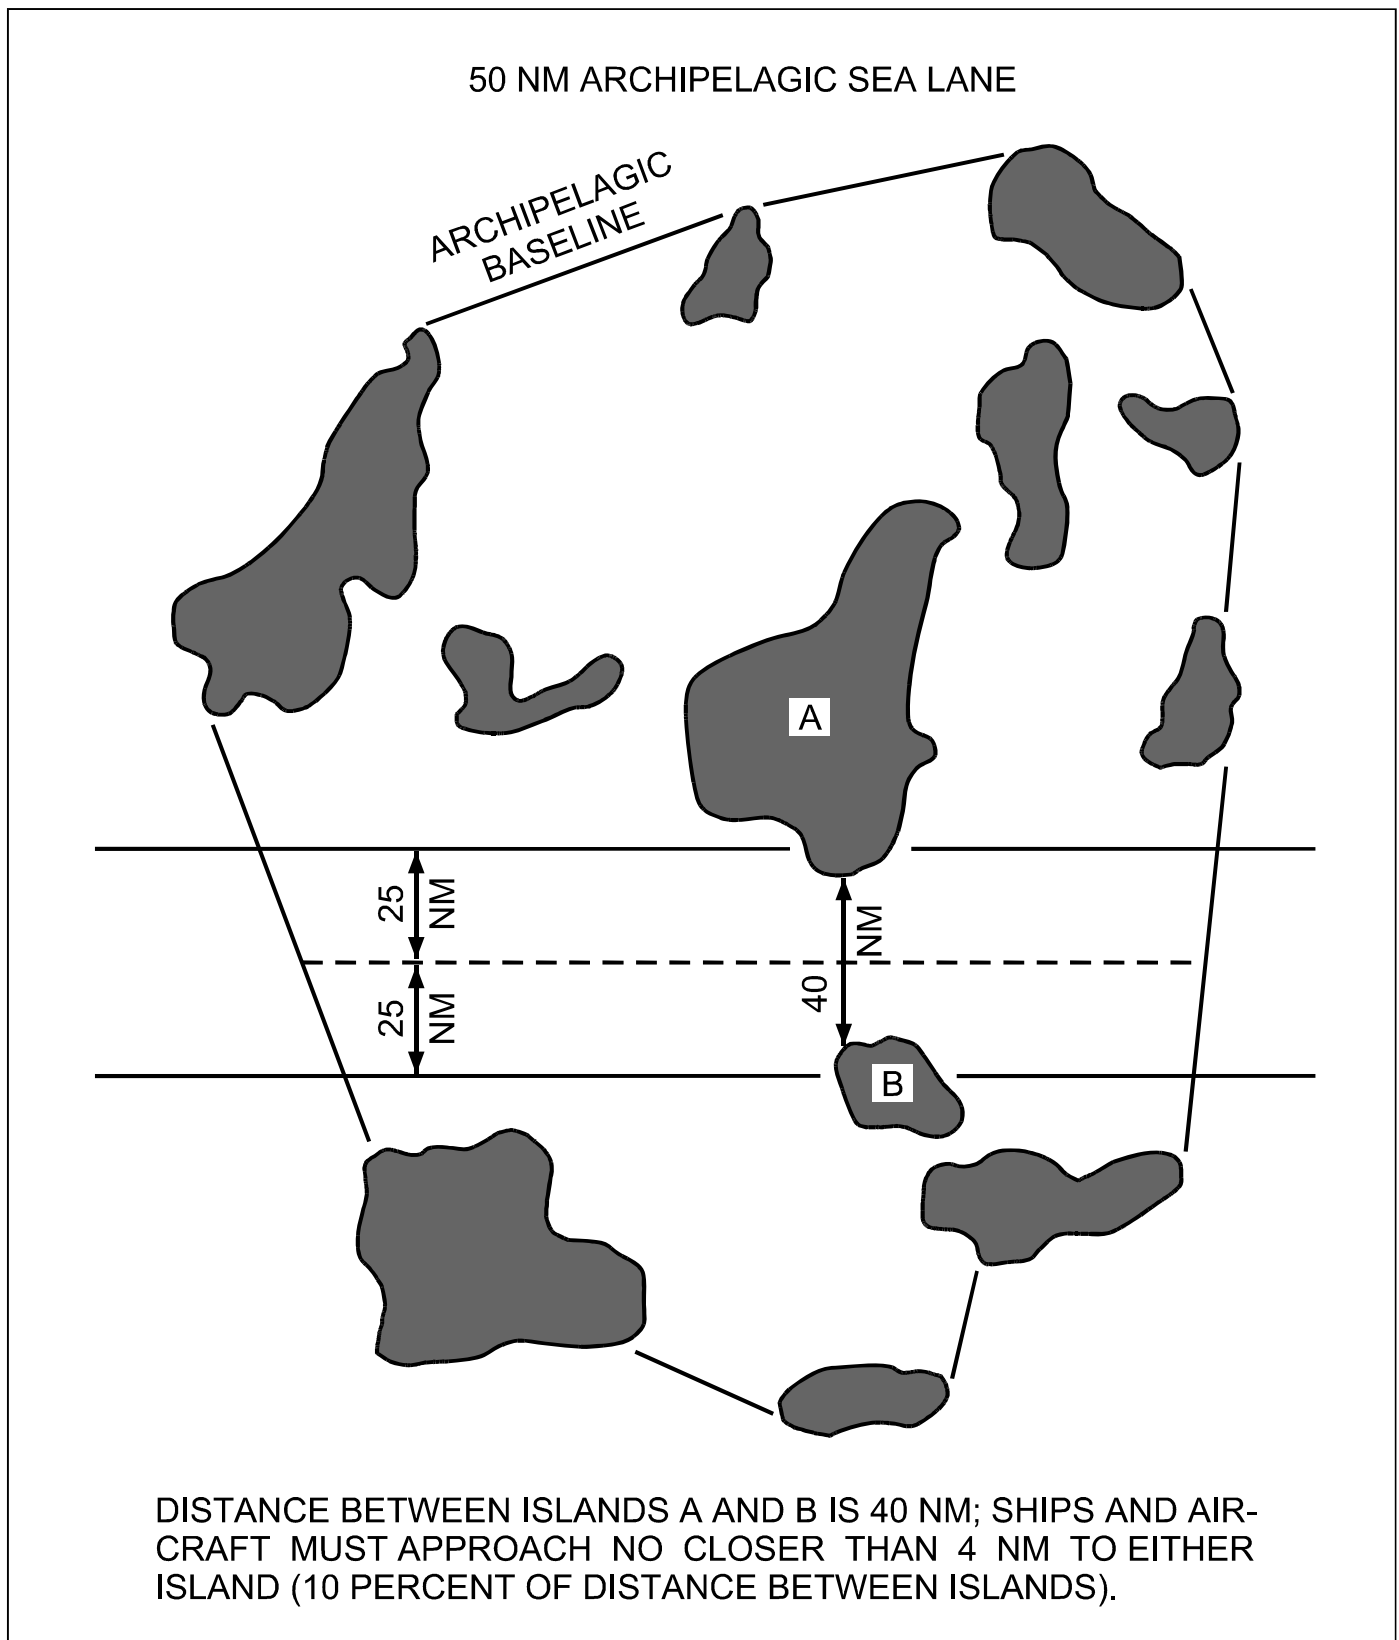 50 NM ARCHIPELAGIC SEA LANE
ARCHIPELAGIC
BASELINE
A
25
NM
NM
40
25
NM
B
DISTANCE BETWEEN ISLANDS A AND B IS 40 NM; SHIPS AND AIR-
CRAFT MUST APPROACH NO CLOSER THAN 4 NM TO EITHER
ISLAND (10 PERCENT OF DISTANCE BETWEEN ISLANDS).